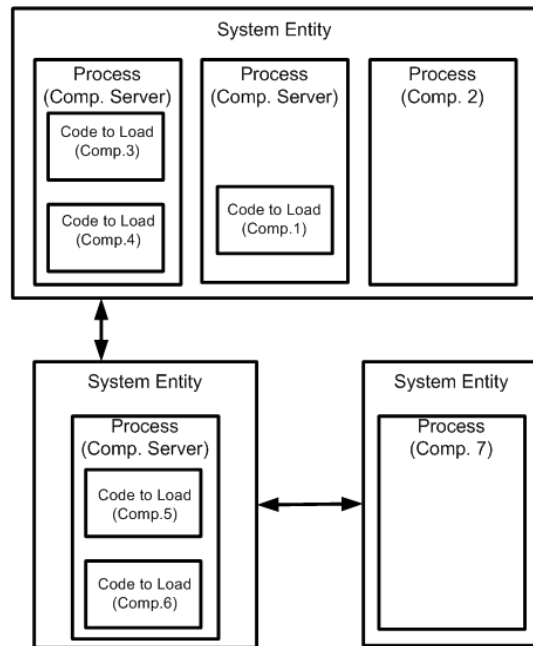 System Entity
Process
(Comp. Server)
Code to Load
(Comp.3)
Code to Load
(Comp.4)
Process
(Comp. Server)
Code to Load
(Comp.1)
Process
(Comp. 2)
System Entity
Process
(Comp. Server)
Code to Load
(Comp.5)
Code to Load
(Comp.6)
System Entity
Process
(Comp. 7)